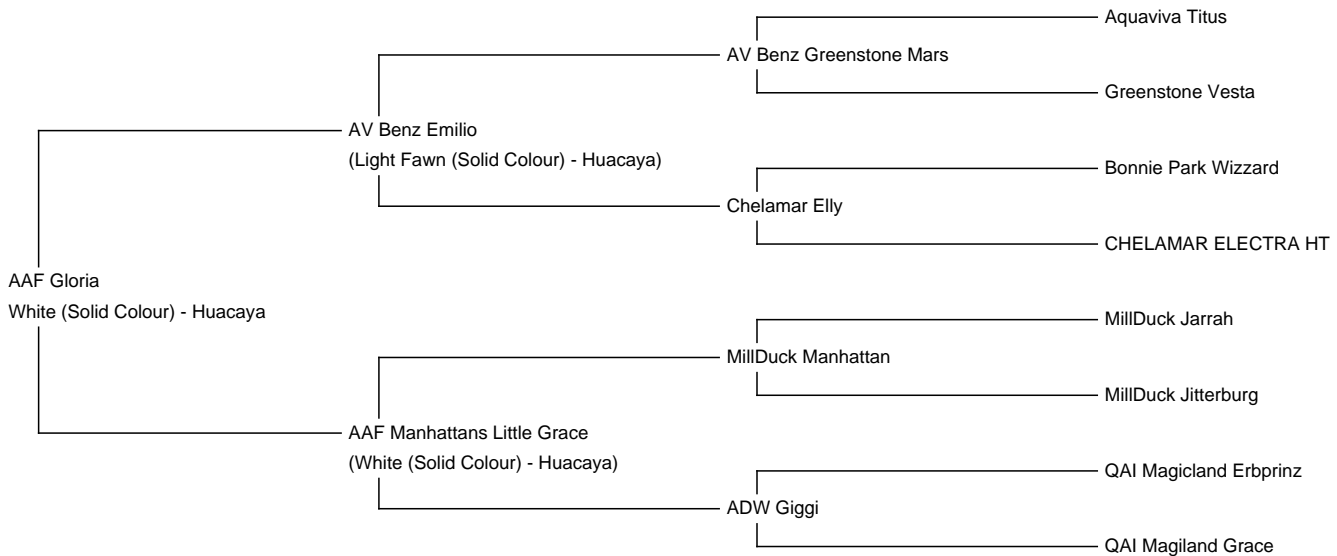 Aquaviva Titus
AV Benz Greenstone Mars
Greenstone Vesta
AV Benz Emilio
(Light Fawn (Solid Colour) - Huacaya)
Bonnie Park Wizzard
Chelamar Elly
CHELAMAR ELECTRA HT
AAF Gloria
White (Solid Colour) - Huacaya
MillDuck Jarrah
MillDuck Manhattan
MillDuck Jitterburg
AAF Manhattans Little Grace
(White (Solid Colour) - Huacaya)
QAI Magicland Erbprinz
ADW Giggi
QAI Magiland Grace